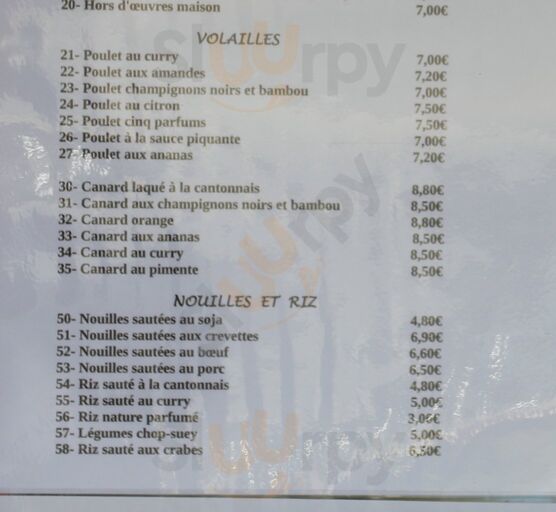 20- Hors d'œuvres maison 7,00€
VOLAILLES
21- Poulet au curry 7,00€
22- Poulet aux amandes 7,20€
23- Poulet champignons noirs et bambou 7,00€
24- Poulet au citron 7,50€
25- Poulet cinq parfums 7,50€
26- Poulet à la sauce piquante 7,00€
27- Poulet aux ananas 7,20€
30- Canard laqué à la cantonnais 8,80€
31- Canard aux champignons noirs et bambou 8,50€
32- Canard orange 8,80€
33- Canard aux ananas 8,50€
34- Canard au curry 8,50€
35- Canard au pimente 8,50€
NOUILLES ET RIZ
50- Nouilles sautées au soja 4,80€
51- Nouilles sautées aux crevettes 6,90€
52- Nouilles sautées au bœuf 6,60€
53- Nouilles sautées au porc 6,50€
54- Riz sauté à la cantonnais 4,80€
55- Riz sauté au curry 5,00€
56- Riz nature parfumé 3,00€
57- Légumes chop-suey 5,00€
58- Riz sauté aux crabes 6,50€
sluurpy
sluurpy
sluurpy